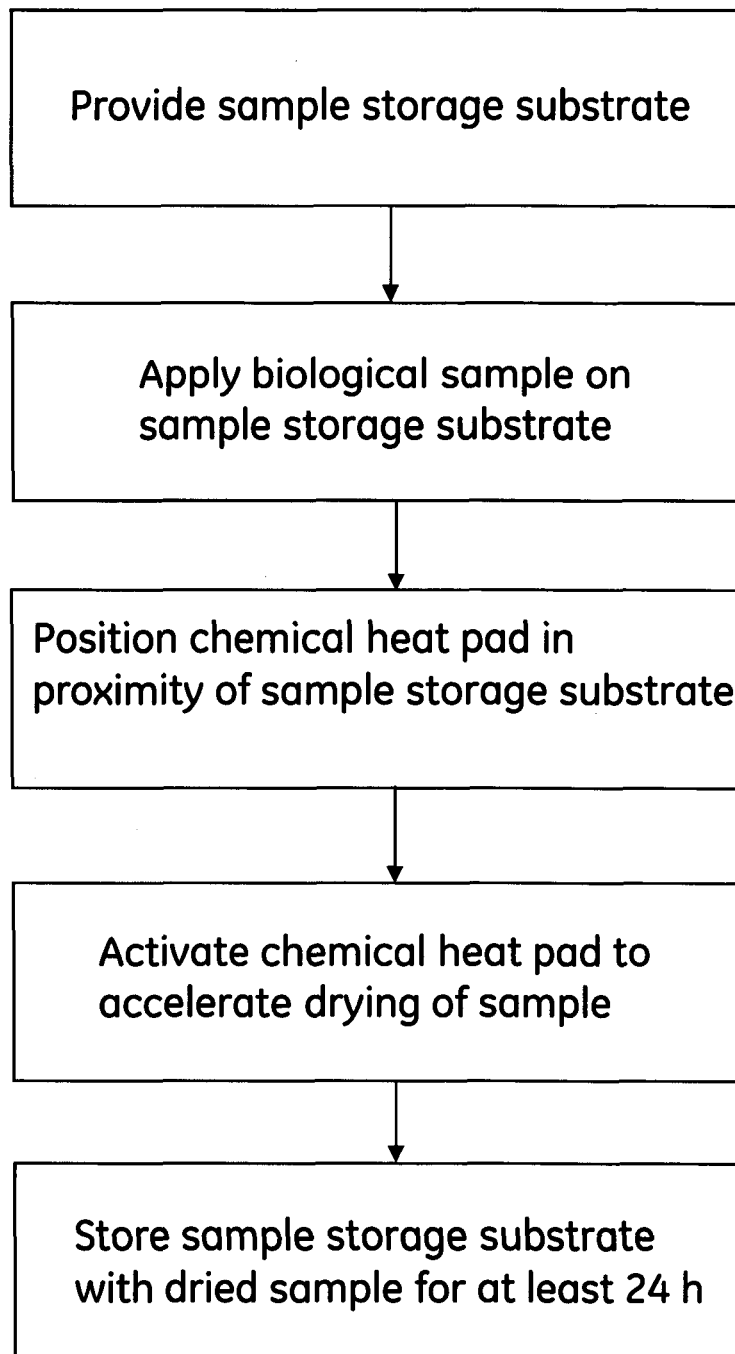 Provide sample storage substrate
Apply biological sample on
sample storage substrate
Position chemical heat pad in
proximity of sample storage substrate
Activate chemical heat pad to
accelerate drying of sample
Store sample storage substrate
with dried sample for at least 24 h